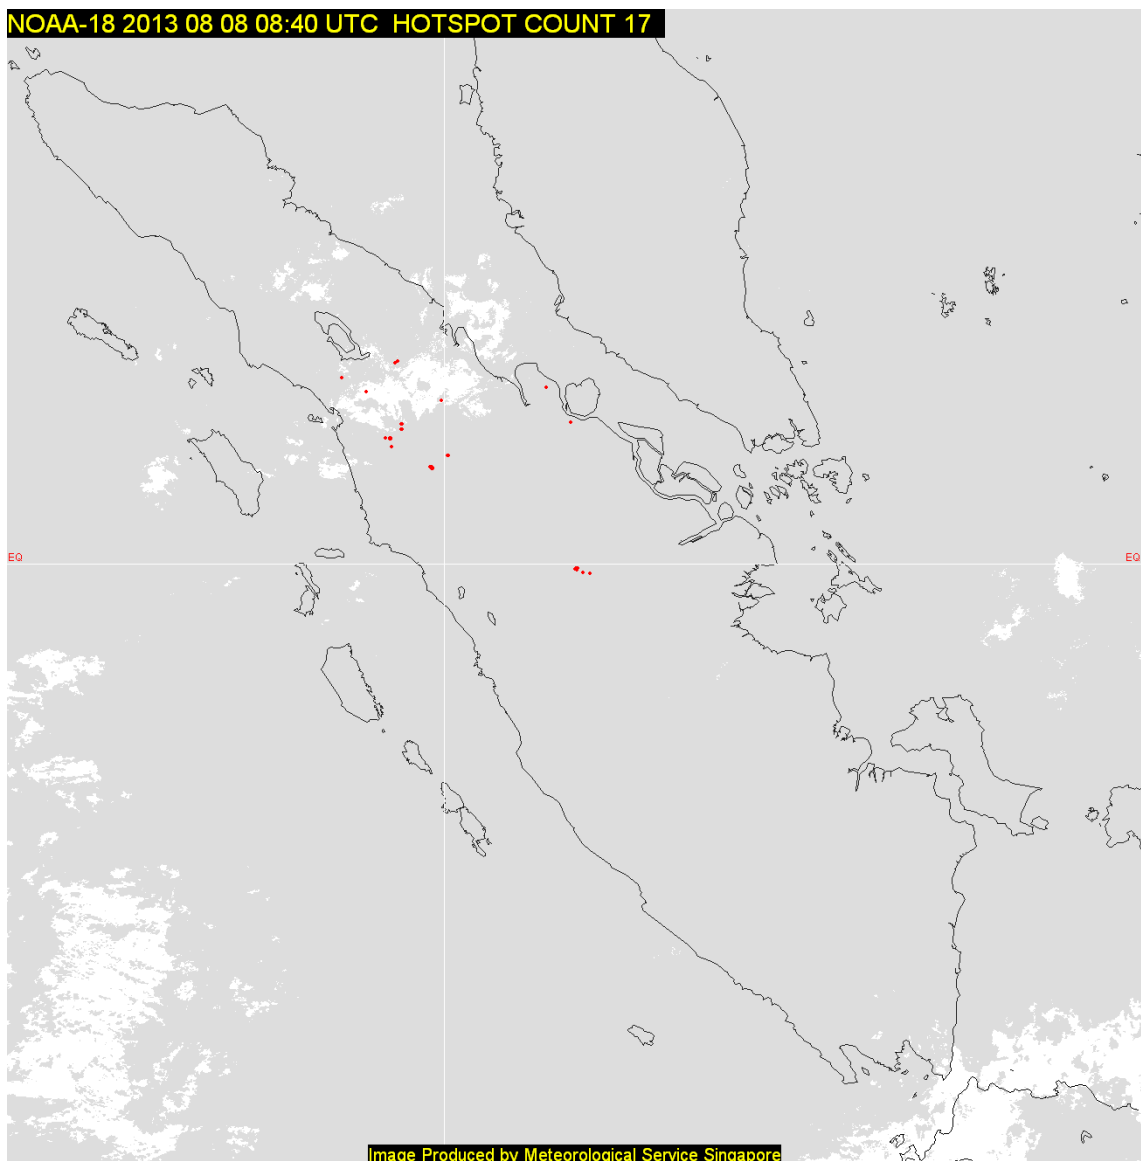 NOAA-18 2013 08 08 08:40 UTC HOTSPOT COUNT 17
EQ EQ
Image Produced by Meteorological Service Singapore